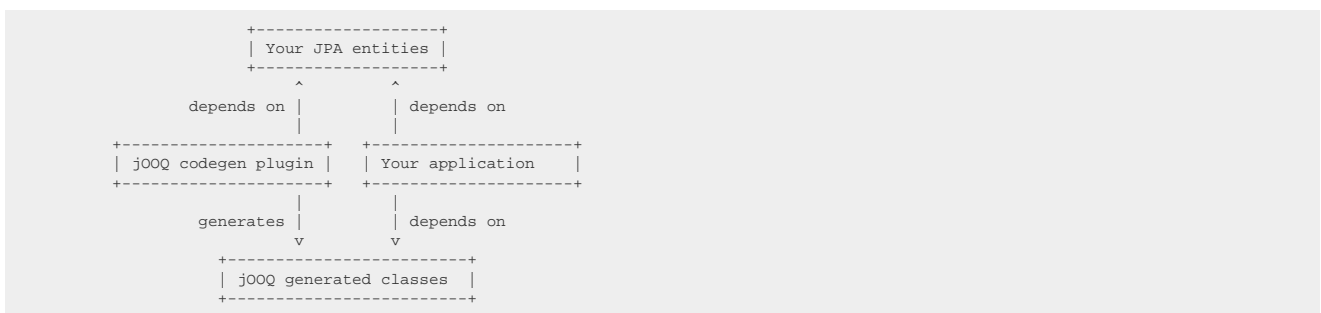 +-------------------+
| Your JPA entities |
+-------------------+
^ ^
depends on | | depends on
| |
+---------------------+ +---------------------+
| jOOQ codegen plugin | | Your application |
+---------------------+ +---------------------+
| |
generates | | depends on
v v
+-------------------------+
| jOOQ generated classes |
+-------------------------+